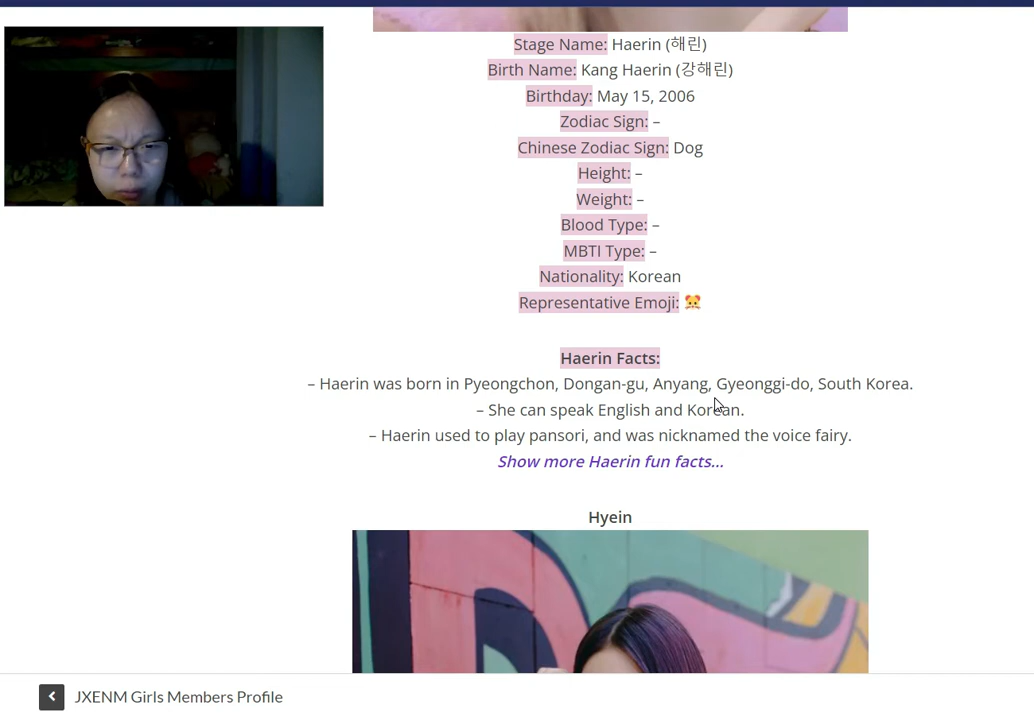 Stage Name: Haerin (해린)
Birth Name: Kang Haerin (강해린)
Birthday: May 15, 2006
Zodiac Sign: –
Chinese Zodiac Sign: Dog
Height: –
Weight: –
Blood Type: –
MBTI Type: –
Nationality: Korean
Representative Emoji: 🐹
Haerin Facts:
– Haerin was born in Pyeongchon, Dongan-gu, Anyang, Gyeonggi-do, South Korea.
– She can speak English and Korean.
– Haerin used to play pansori, and was nicknamed the voice fairy.
Show more Haerin fun facts...
Hyein
JXENM Girls Members Profile